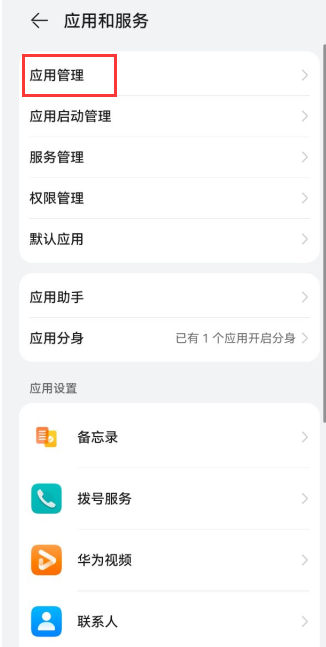 应用和服务
应用管理
应用启动管理
服务管理
权限管理
默认应用
应用助手
应用分身 已有 1 个应用开启分身
应用设置
备忘录
拨号服务
华为视频
联系人